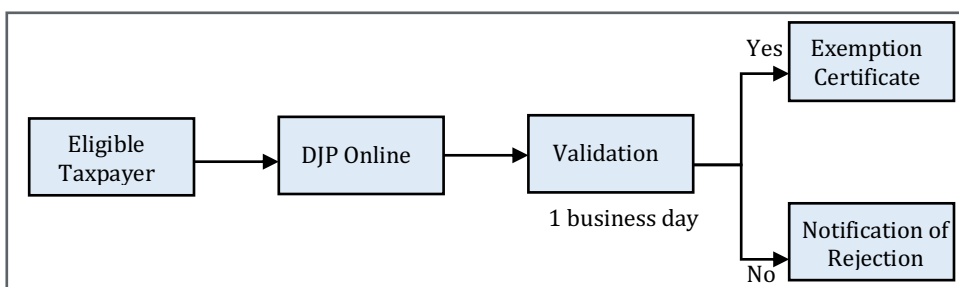 Eligible
Taxpayer
DJP Online
Validation
1 business day
Yes
Exemption
Certificate
No
Notification of
Rejection